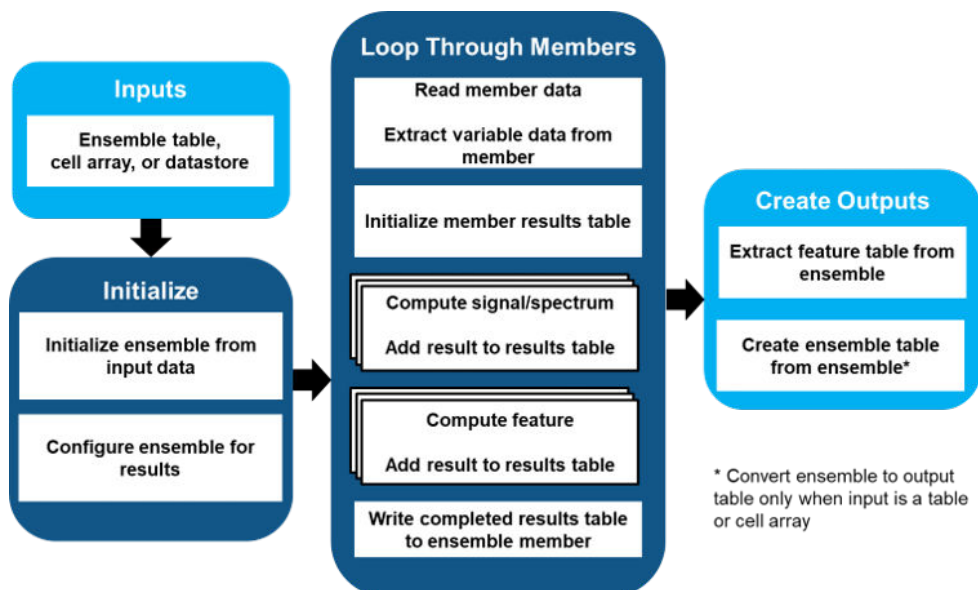 Inputs
Ensemble table,
cell array, or datastore
Initialize
Initialize ensemble from
input data
Configure ensemble for
results
Loop Through Members
Read member data
Extract variable data from
member
Initialize member results table
Compute signal/spectrum
Add result to results table
Compute feature
Add result to results table
Write completed results table
to ensemble member
Create Outputs
Extract feature table from
ensemble
Create ensemble table
from ensemble*
* Convert ensemble to output
table only when input is a table
or cell array